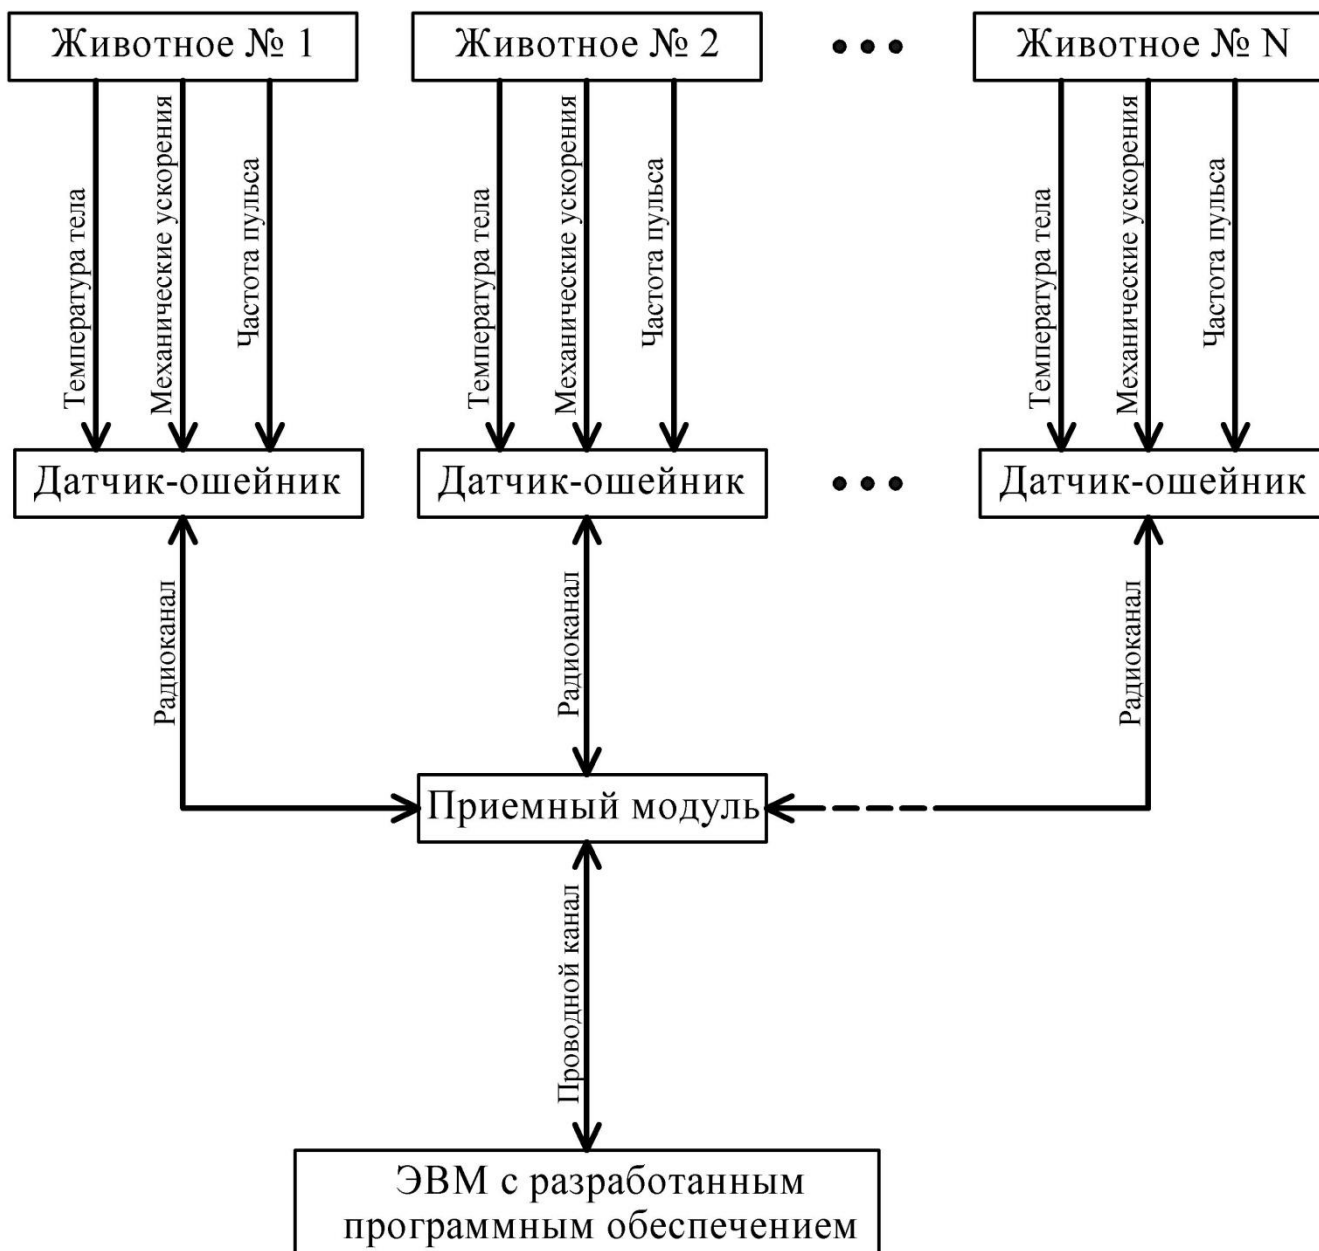 Животное № 1
Животное № 2
Животное № N
Температура тела
Механические ускорения
Частота пульса
Температура тела
Механические ускорения
Частота пульса
Температура тела
Механические ускорения
Частота пульса
Датчик-ошейник
Датчик-ошейник
Датчик-ошейник
Радиоканал
Радиоканал
Радиоканал
Приемный модуль
Проводной канал
ЭВМ с разработанным
программным обеспечением